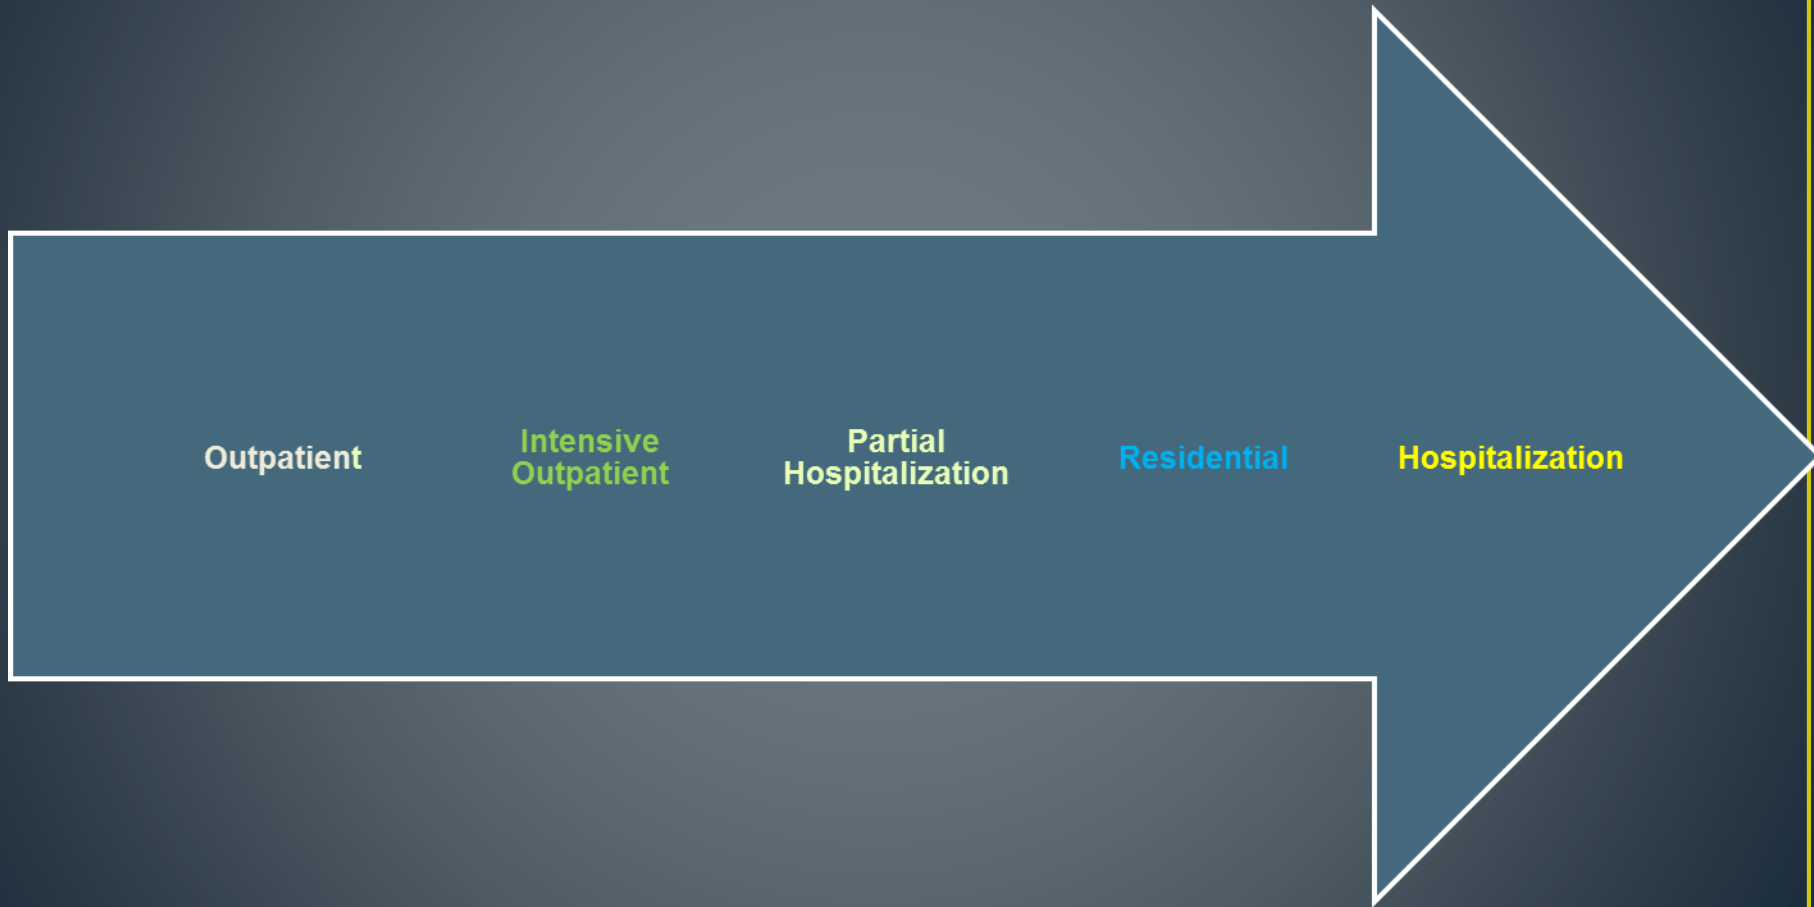 Outpatient
Intensive
Outpatient
Partial
Hospitalization
Residential
Hospitalization